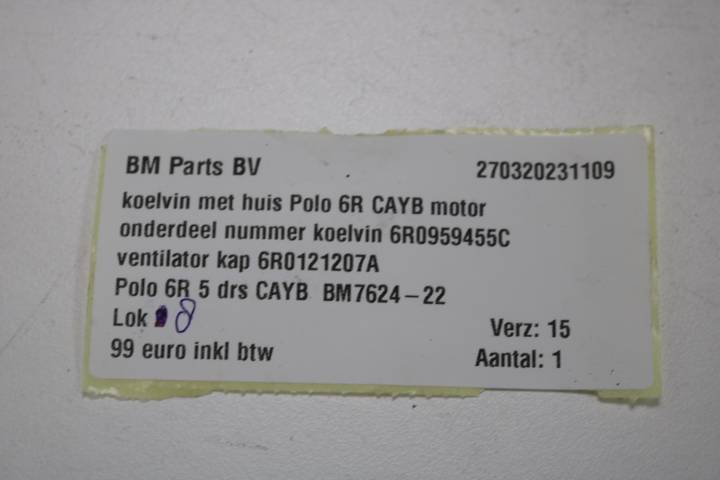 BM Parts BV 270320231109
koelvin met huis Polo 6R CAYB motor
onderdeel nummer koelvin 6R0959455C
ventilator kap 6R0121207A
Polo 6R 5 drs CAYB BM7624-22
Lok 8 Verz: 15
99 euro inkl btw Aantal: 1